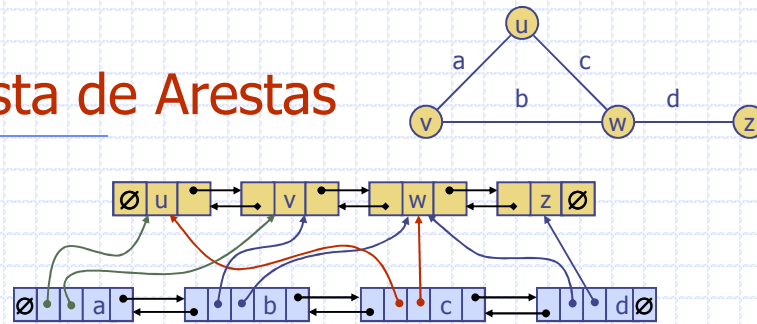 u
a c
sta de Arestas
b d
v w z
∅ u v w z ∅
∅ a b c d ∅